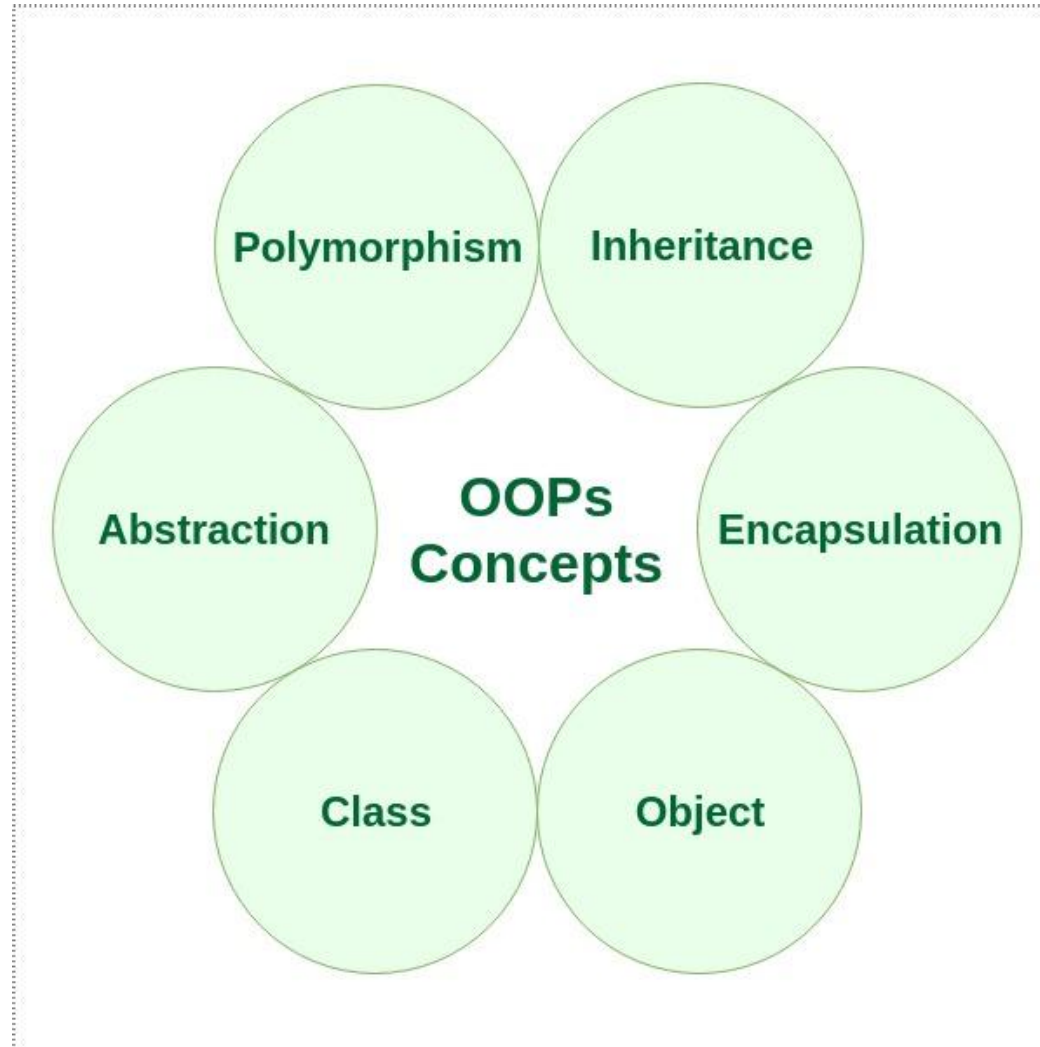 Polymorphism
Inheritance
Abstraction
OOPs
Concepts
Encapsulation
Class
Object